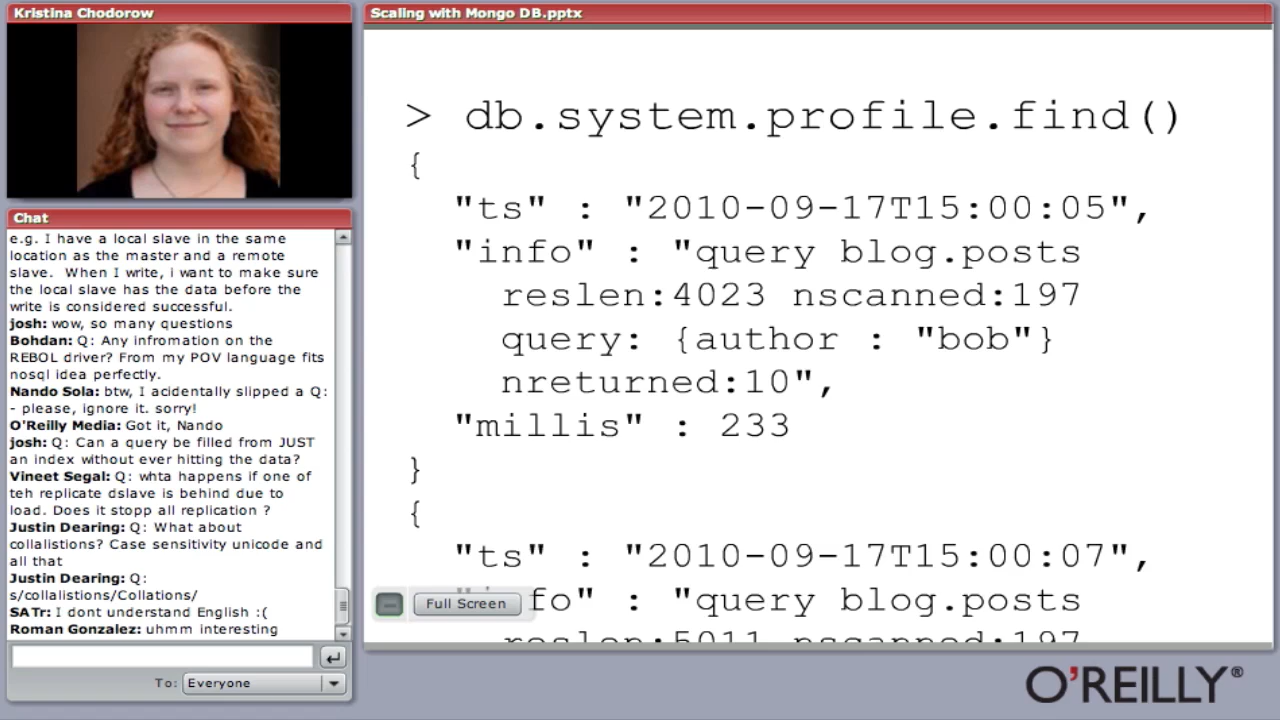 Kristina Chodorow
Chat
e.g. I have a local slave in the same
location as the master and a remote
slave.  When I write, i want to make sure
the local slave has the data before the
write is considered successful.
josh: wow, so many questions
Bohdan: Q: Any infromation on the
REBOL driver? From my POV language fits
nosql idea perfectly.
Nando Sola: btw, I acidentally slipped a Q:
- please, ignore it. sorry!
O'Reilly Media: Got it, Nando
josh: Q: Can a query be filled from JUST
an index without ever hitting the data?
Vineet Segal: Q: whta happens if one of
teh replicate dslave is behind due to
load. Does it stopp all replication ?
Justin Dearing: Q: What about
collalistions? Case sensitivity unicode and
all that
Justin Dearing: Q:
s/collalistions/Collations/
SATr: I dont understand English :(
Roman Gonzalez: uhmm interesting
To: Everyone
Scaling with Mongo DB.pptx
> db.system.profile.find()
{
"ts" : "2010-09-17T15:00:05",
"info" : "query blog.posts
reslen:4023 nscanned:197
query: {author : "bob"}
nreturned:10",
"millis" : 233
}
{
"ts" : "2010-09-17T15:00:07",
fo" : "query blog.posts
reslen:5011 nscanned:197
Full Screen
O'REILLY®